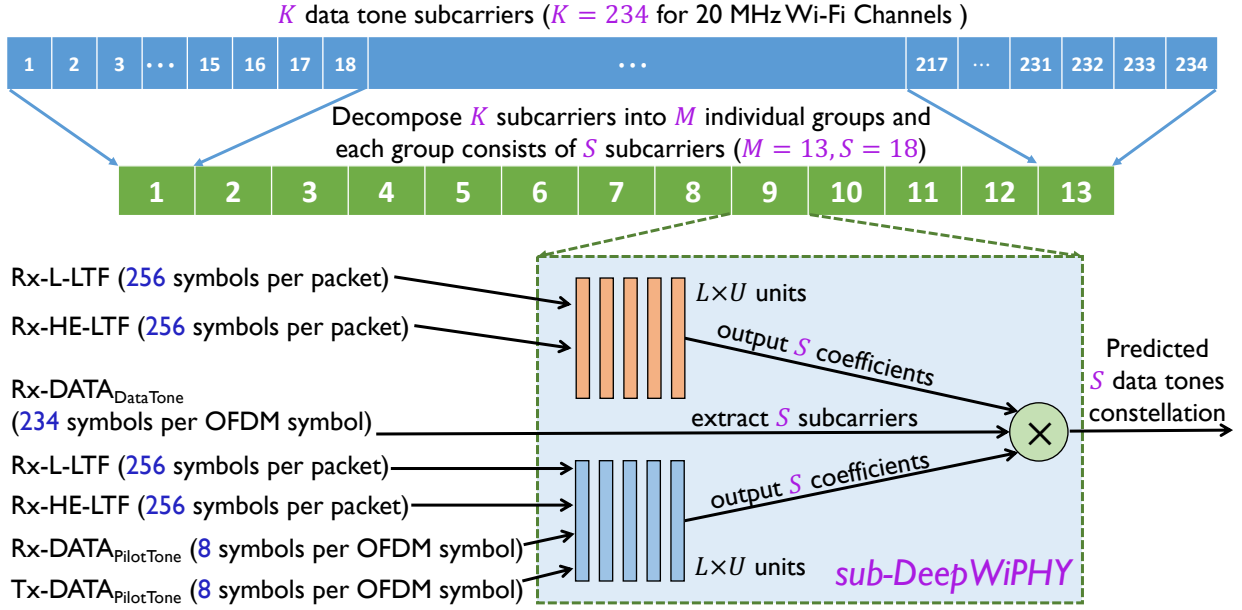 K data tone subcarriers (K = 234 for 20 MHz Wi-Fi Channels )
1 2 3 ··· 15 16 17 18 ··· 217 ··· 231 232 233 234
Decompose K subcarriers into M individual groups and
each group consists of S subcarriers (M = 13, S = 18)
1 2 3 4 5 6 7 8 9 10 11 12 13
Rx-L-LTF (256 symbols per packet)
Rx-HE-LTF (256 symbols per packet)
L×U units
output S coefficients
Rx-DATA_DataTone
(234 symbols per OFDM symbol)
extract S subcarriers
×
Predicted
S data tones
constellation
Rx-L-LTF (256 symbols per packet)
Rx-HE-LTF (256 symbols per packet)
Rx-DATA_PilotTone (8 symbols per OFDM symbol)
Tx-DATA_PilotTone (8 symbols per OFDM symbol)
output S coefficients
L×U units
sub-DeepWiPHY